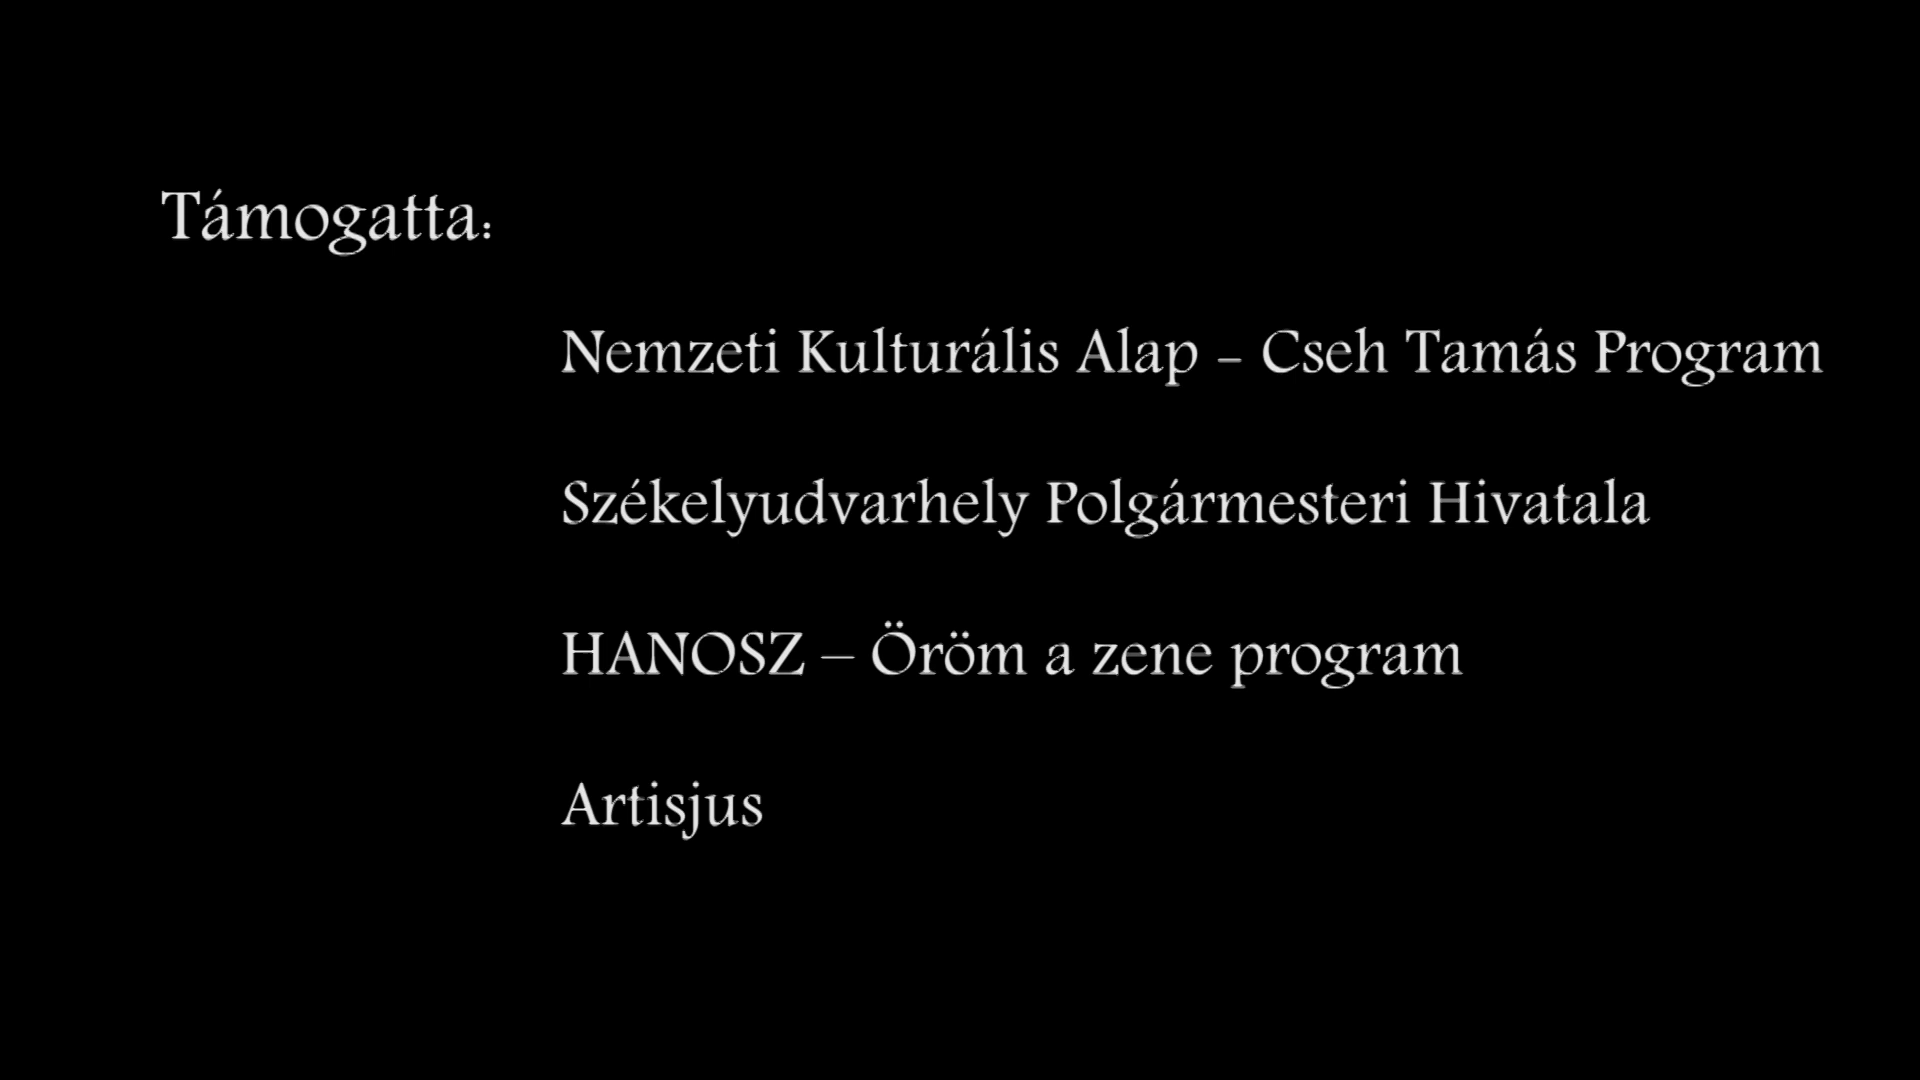 Támogatta:
Nemzeti Kulturális Alap - Cseh Tamás Program
Székelyudvarhely Polgármesteri Hivatala
HANOSZ – Öröm a zene program
Artisjus